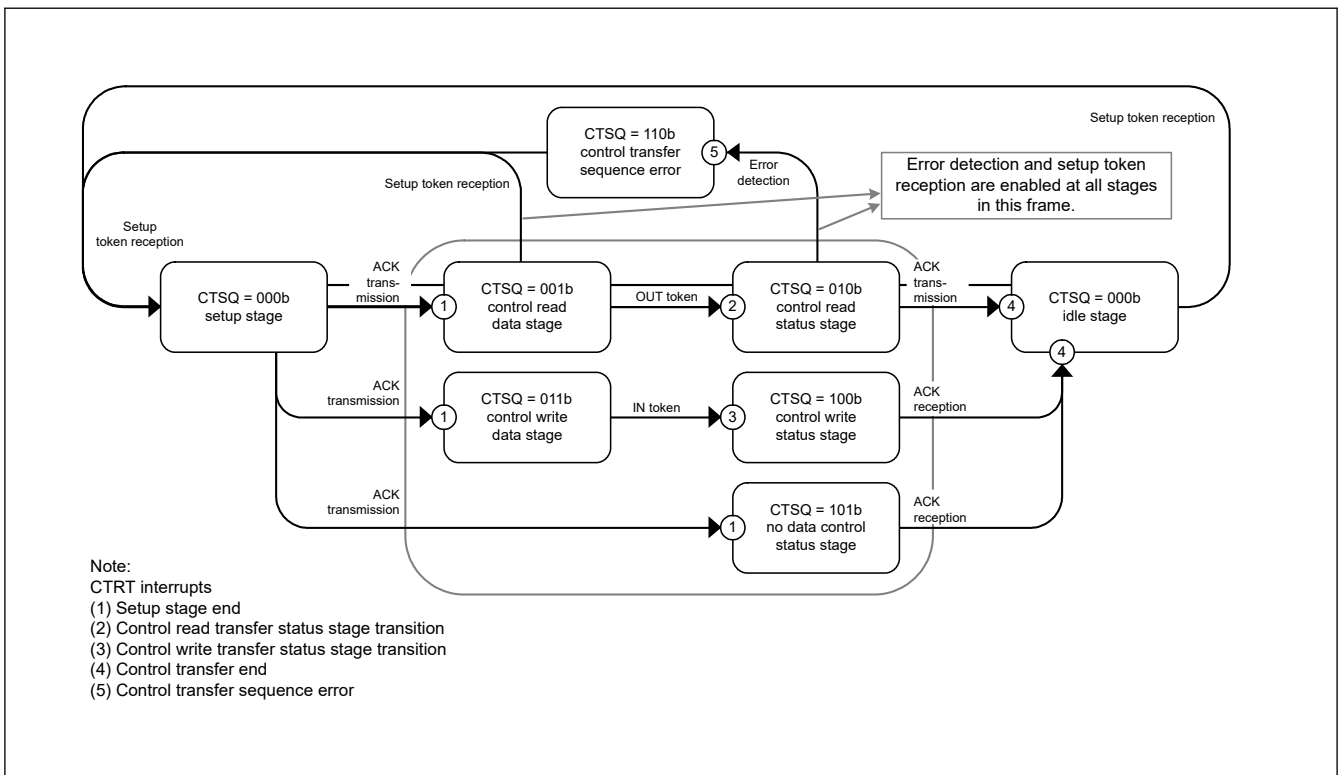 Setup token reception
CTSQ = 110b
control transfer
sequence error
5
Error
detection
Error detection and setup token
reception are enabled at all stages
in this frame.
Setup token reception
Setup
token reception
CTSQ = 000b
setup stage
ACK
trans-
mission
1
CTSQ = 001b
control read
data stage
OUT token
2
CTSQ = 010b
control read
status stage
ACK
trans-
mission
4
CTSQ = 000b
idle stage
4
ACK
transmission
1
CTSQ = 011b
control write
data stage
IN token
3
CTSQ = 100b
control write
status stage
ACK
reception
ACK
transmission
1
CTSQ = 101b
no data control
status stage
ACK
reception
Note:
CTRT interrupts
(1) Setup stage end
(2) Control read transfer status stage transition
(3) Control write transfer status stage transition
(4) Control transfer end
(5) Control transfer sequence error